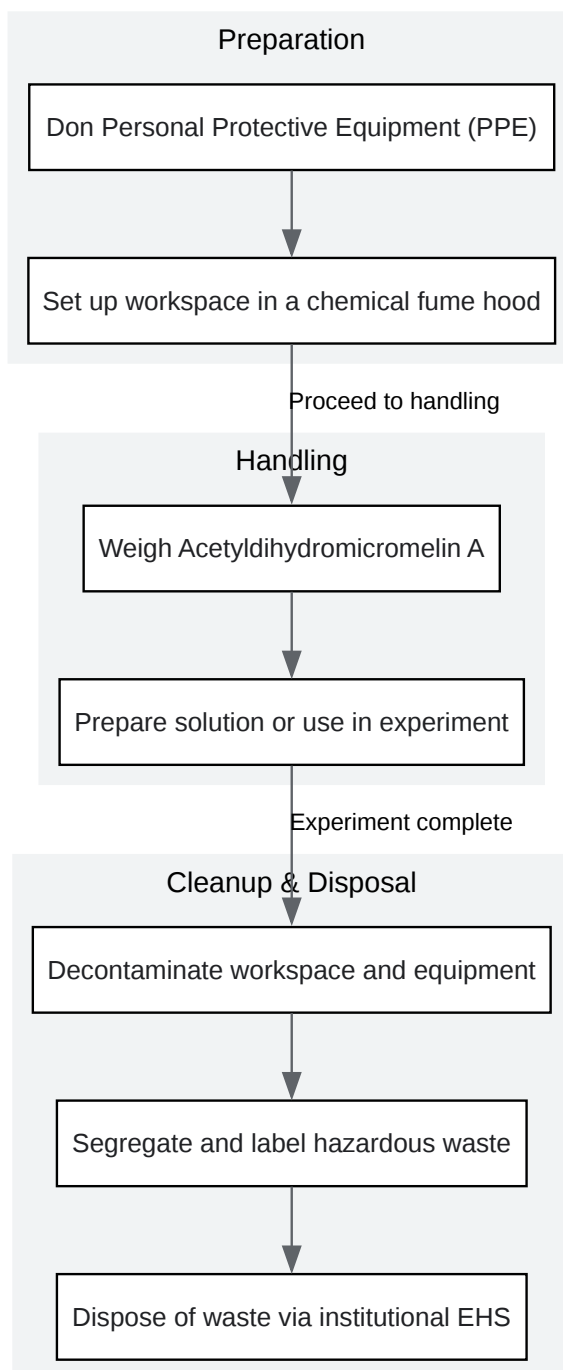 Preparation
Don Personal Protective Equipment (PPE)
Set up workspace in a chemical fume hood
Proceed to handling
Handling
Weigh Acetyldihydromicromelin A
Prepare solution or use in experiment
Experiment complete
Cleanup & Disposal
Decontaminate workspace and equipment
Segregate and label hazardous waste
Dispose of waste via institutional EHS